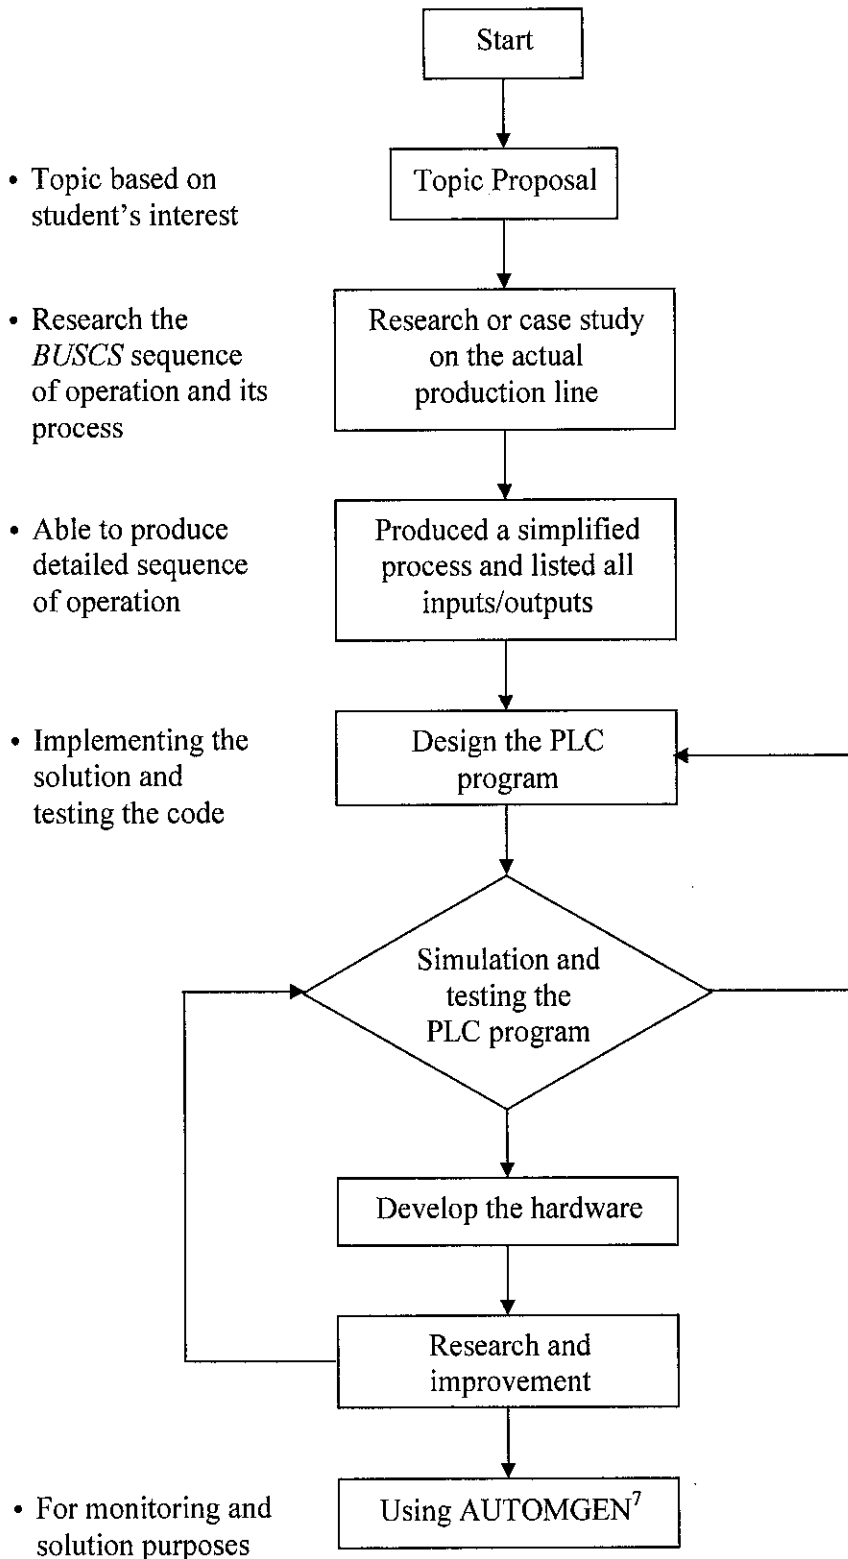 Start
• Topic based on
student's interest
Topic Proposal
• Research the
BUSCS sequence
of operation and its
process
Research or case study
on the actual
production line
• Able to produce
detailed sequence
of operation
Produced a simplified
process and listed all
inputs/outputs
• Implementing the
solution and
testing the code
Design the PLC
program
Simulation and
testing the
PLC program
Develop the hardware
Research and
improvement
• For monitoring and
solution purposes
Using AUTOMGEN⁷